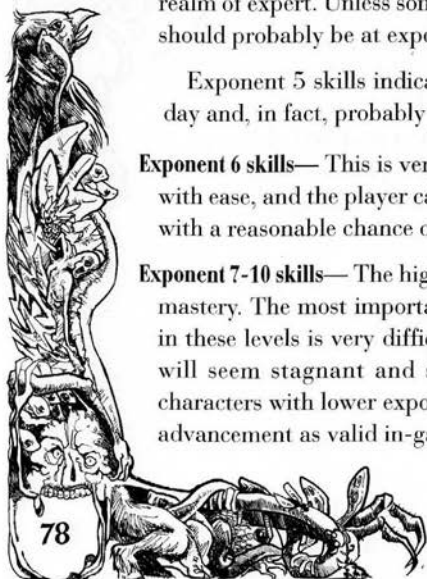 realm of expert. Unless som
should probably be at expo
Exponent 5 skills indica
day and, in fact, probably
Exponent 6 skills— This is ver
with ease, and the player ca
with a reasonable chance o
Exponent 7-10 skills— The hig
mastery. The most importa
in these levels is very diffic
will seem stagnant and s
characters with lower expo
advancement as valid in-ga
78